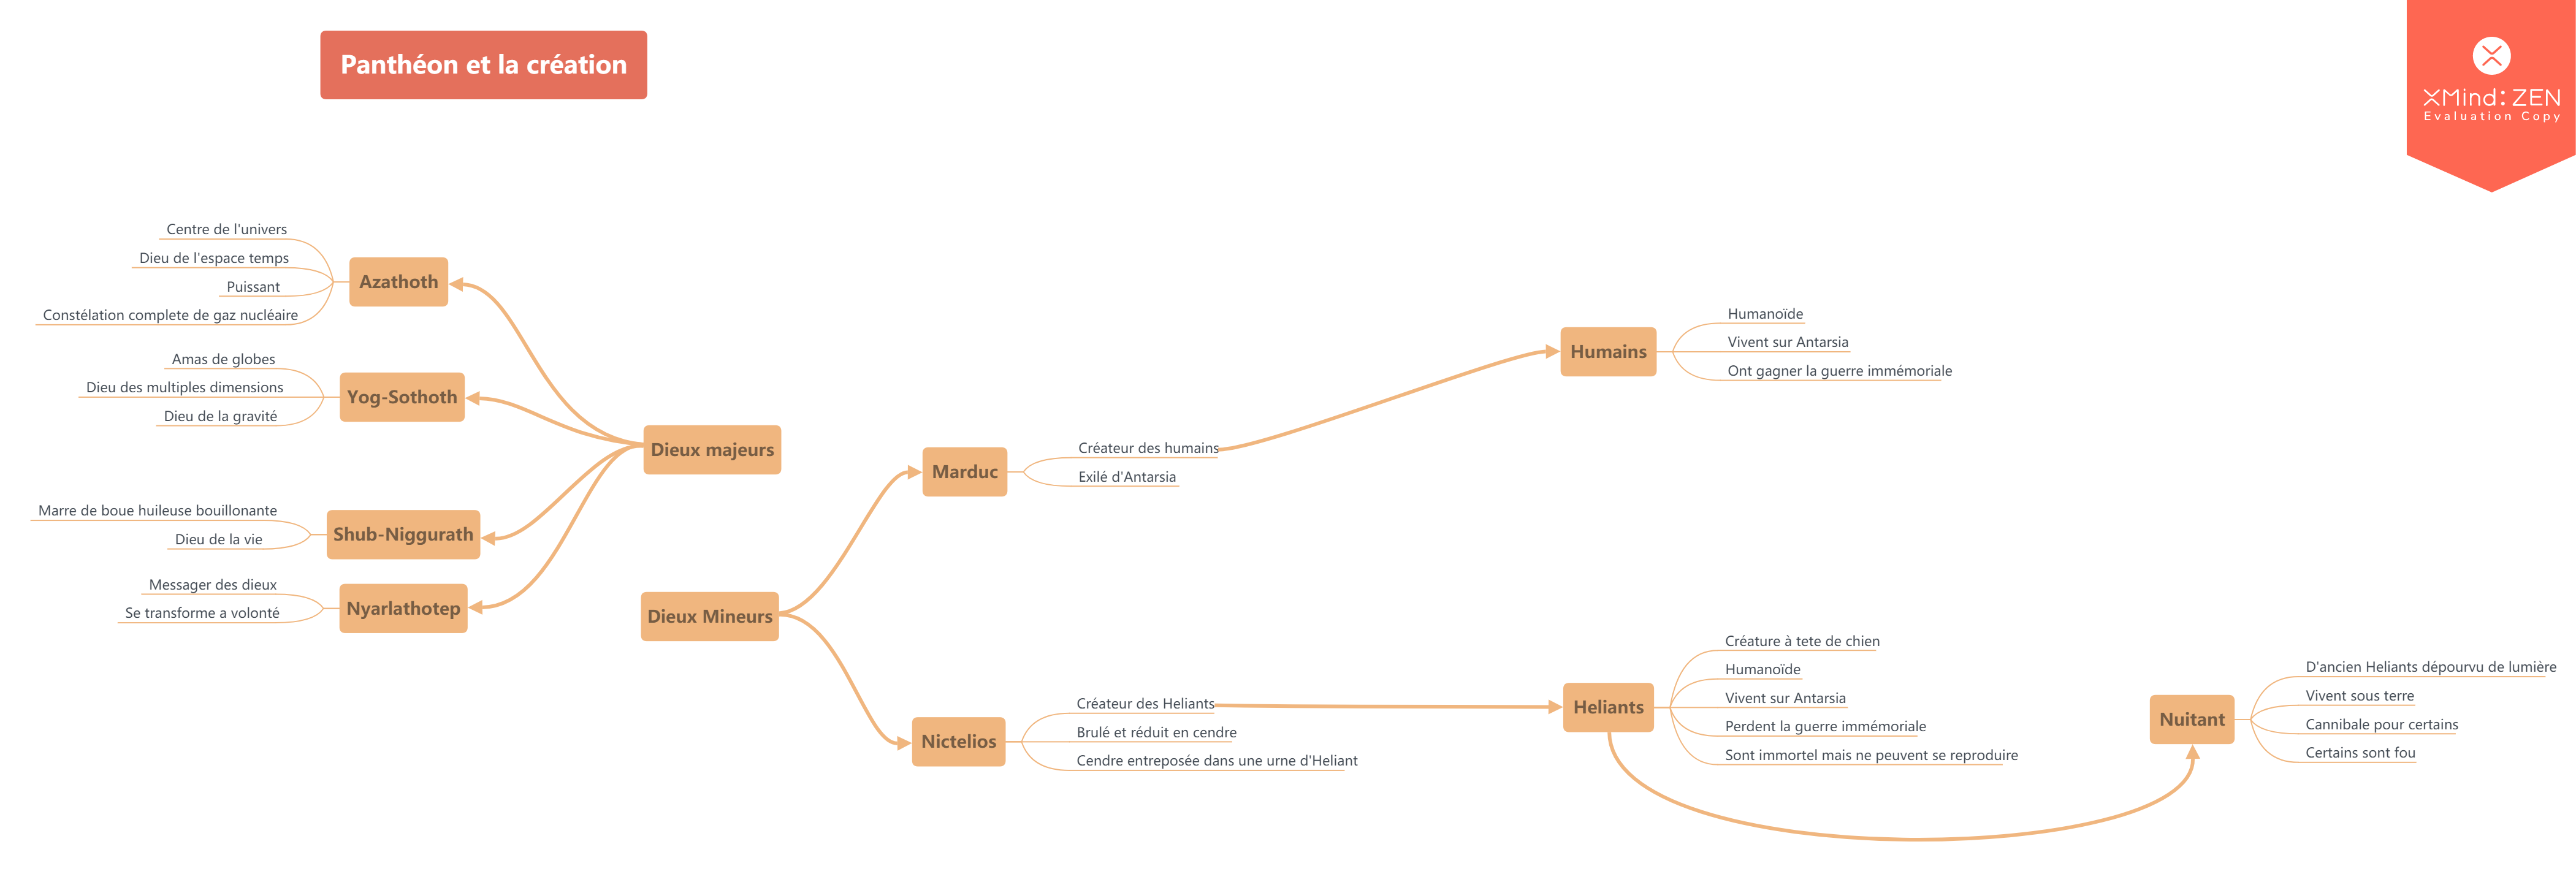 Panthéon et la création
XMind: ZEN
Evaluation Copy
Centre de l'univers
Dieu de l'espace temps
Puissant
Constélation complete de gaz nucléaire
Azathoth
Amas de globes
Dieu des multiples dimensions
Dieu de la gravité
Yog-Sothoth
Marre de boue huileuse bouillonante
Dieu de la vie
Shub-Niggurath
Messager des dieux
Se transforme a volonté
Nyarlathotep
Dieux majeurs
Dieux Mineurs
Marduc
Créateur des humains
Exilé d'Antarsia
Nictelios
Créateur des Heliants
Brulé et réduit en cendre
Cendre entreposée dans une urne d'Heliant
Humains
Humanoïde
Vivent sur Antarsia
Ont gagner la guerre immémoriale
Heliants
Créature à tete de chien
Humanoïde
Vivent sur Antarsia
Perdent la guerre immémoriale
Sont immortel mais ne peuvent se reproduire
Nuitant
D'ancien Heliants dépourvu de lumière
Vivent sous terre
Cannibale pour certains
Certains sont fou